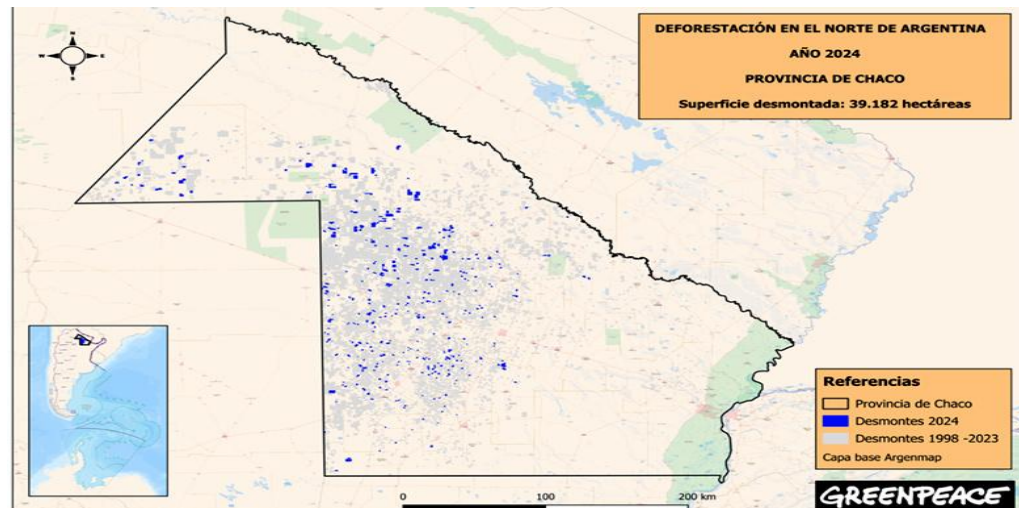 DEFORESTACIÓN EN EL NORTE DE ARGENTINA
AÑO 2024
PROVINCIA DE CHACO
Superficie desmontada: 39.182 hectáreas
N
W
E
S
Referencias
Provincia de Chaco
Desmontes 2024
Desmontes 1998 -2023
Capa base Argenmap
0 100 200 km
GREENPEACE